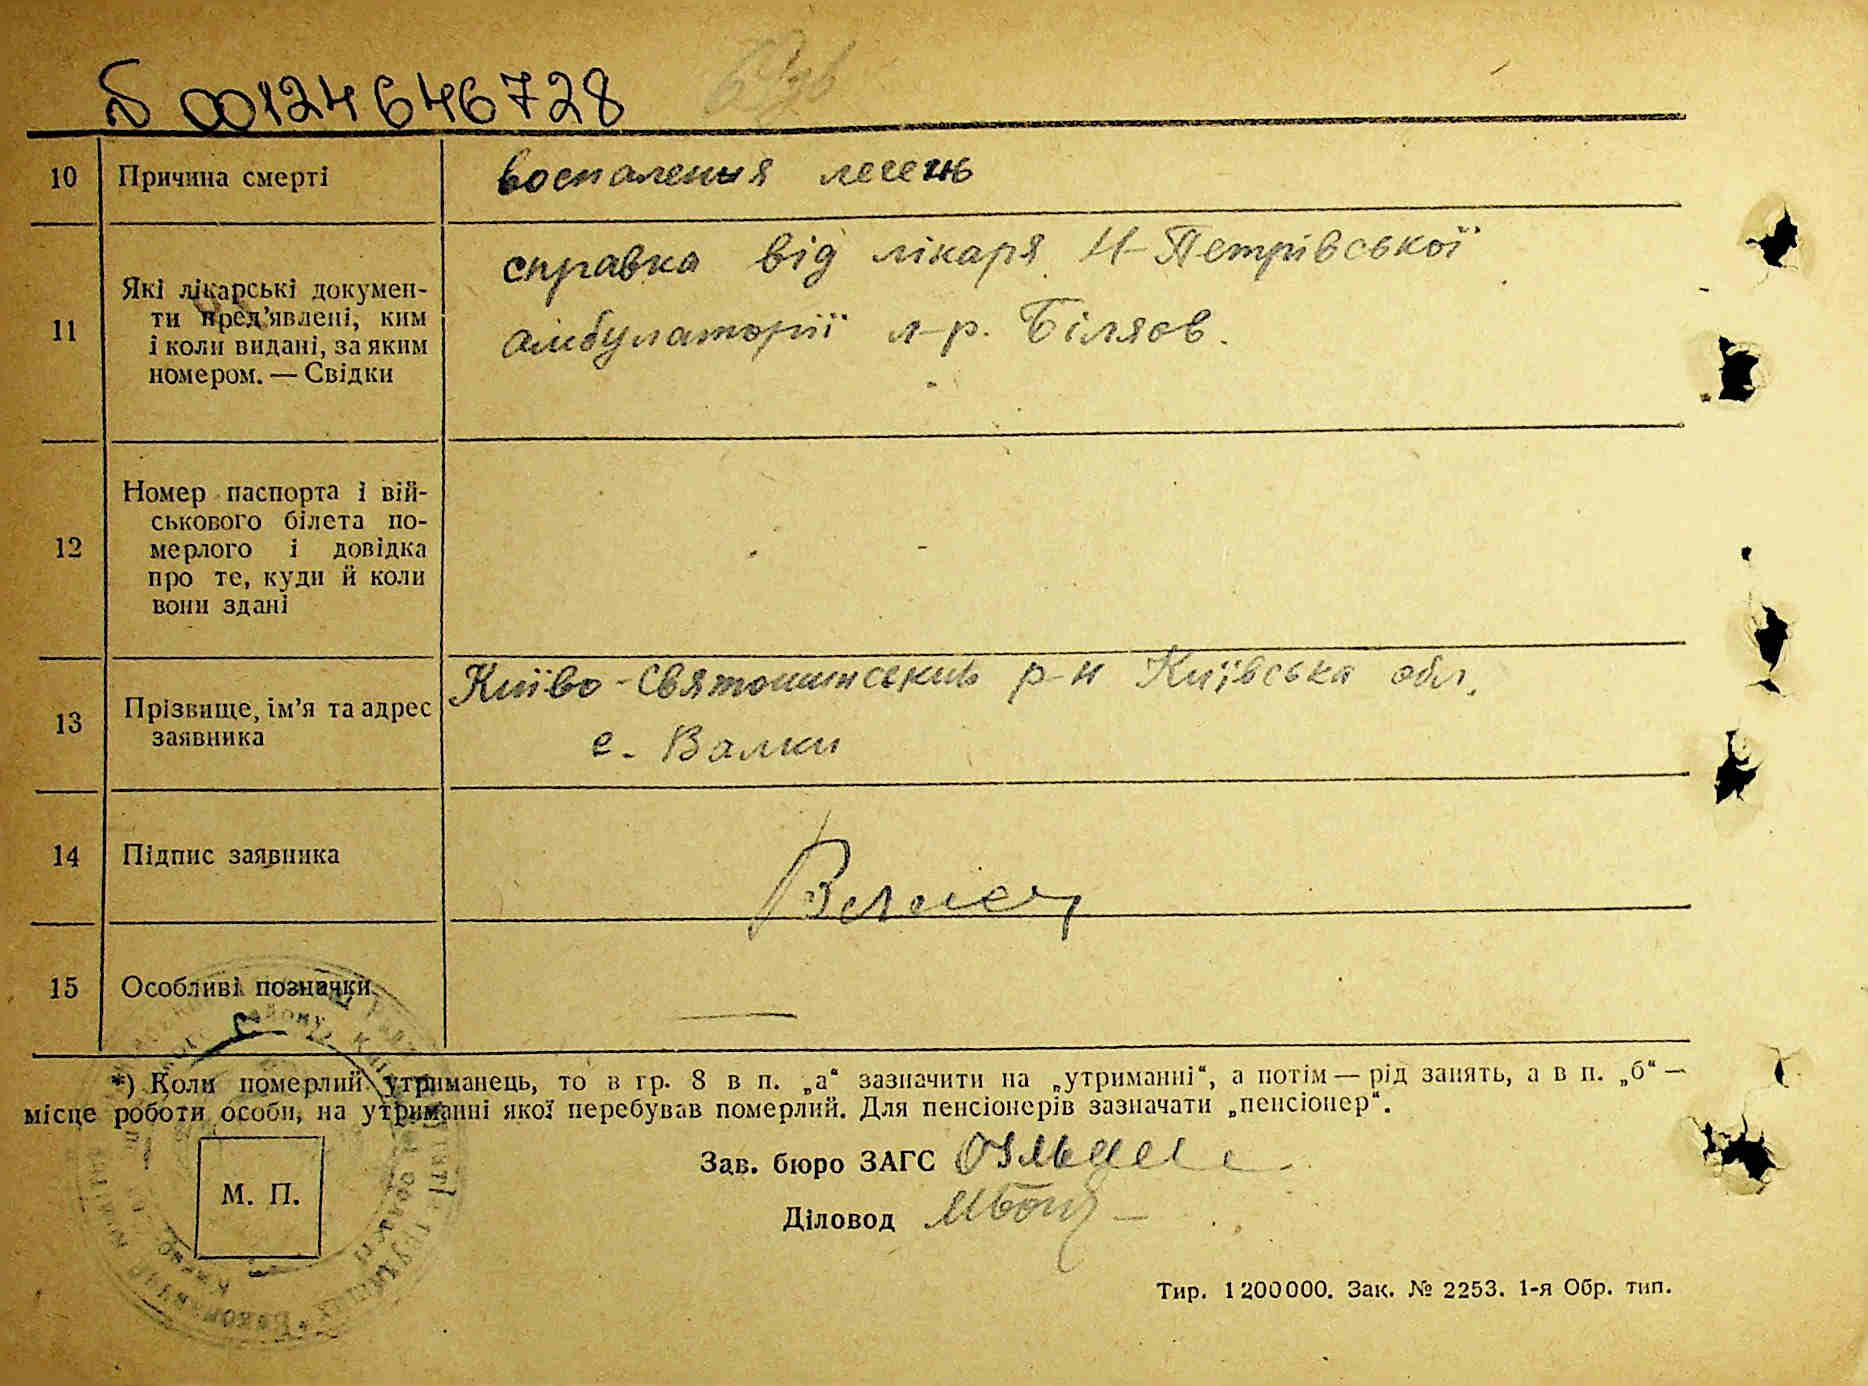 Б 00124646728
10 Причина смерті воспалення легень
11 Які лікарські докумен-
ти пред’явлені, ким
і коли видані, за яким
номером. — Свідки
справка від лікаря Н-Петрівської
амбулаторії л-р. Біляов.
12 Номер паспорта і вій-
ськового білета по-
мерлого і довідка
про те, куди й коли
вони здані
13 Прізвище, ім’я та адрес
заявника
Київо-Святошинський р-н Київська обл.
с. Валки
14 Підпис заявника
15 Особливі позначки
*) Коли померлий утриманець, то в гр. 8 в п. „а“ зазначити на „утриманні“, а потім — рід занять, а в п. „б“ —
місце роботи особи, на утриманні якої перебував померлий. Для пенсіонерів зазначати „пенсіонер“.
Зав. бюро ЗАГС
М. П.
Діловод
Тир. 1200000. Зак. № 2253. 1-я Обр. тип.